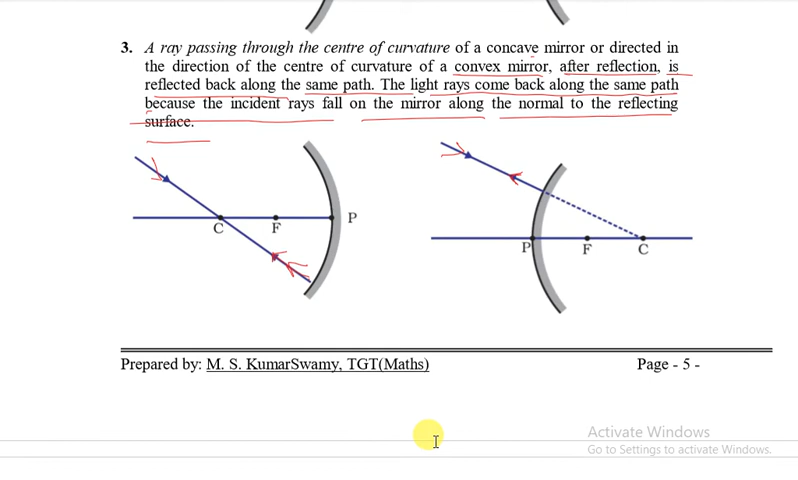 3. A ray passing through the centre of curvature of a concave mirror or directed in
the direction of the centre of curvature of a convex mirror, after reflection, is
reflected back along the same path. The light rays come back along the same path
because the incident rays fall on the mirror along the normal to the reflecting
surface.
C F P
P F C
Prepared by: M. S. KumarSwamy, TGT(Maths) Page - 5 -
Activate Windows
Go to Settings to activate Windows.